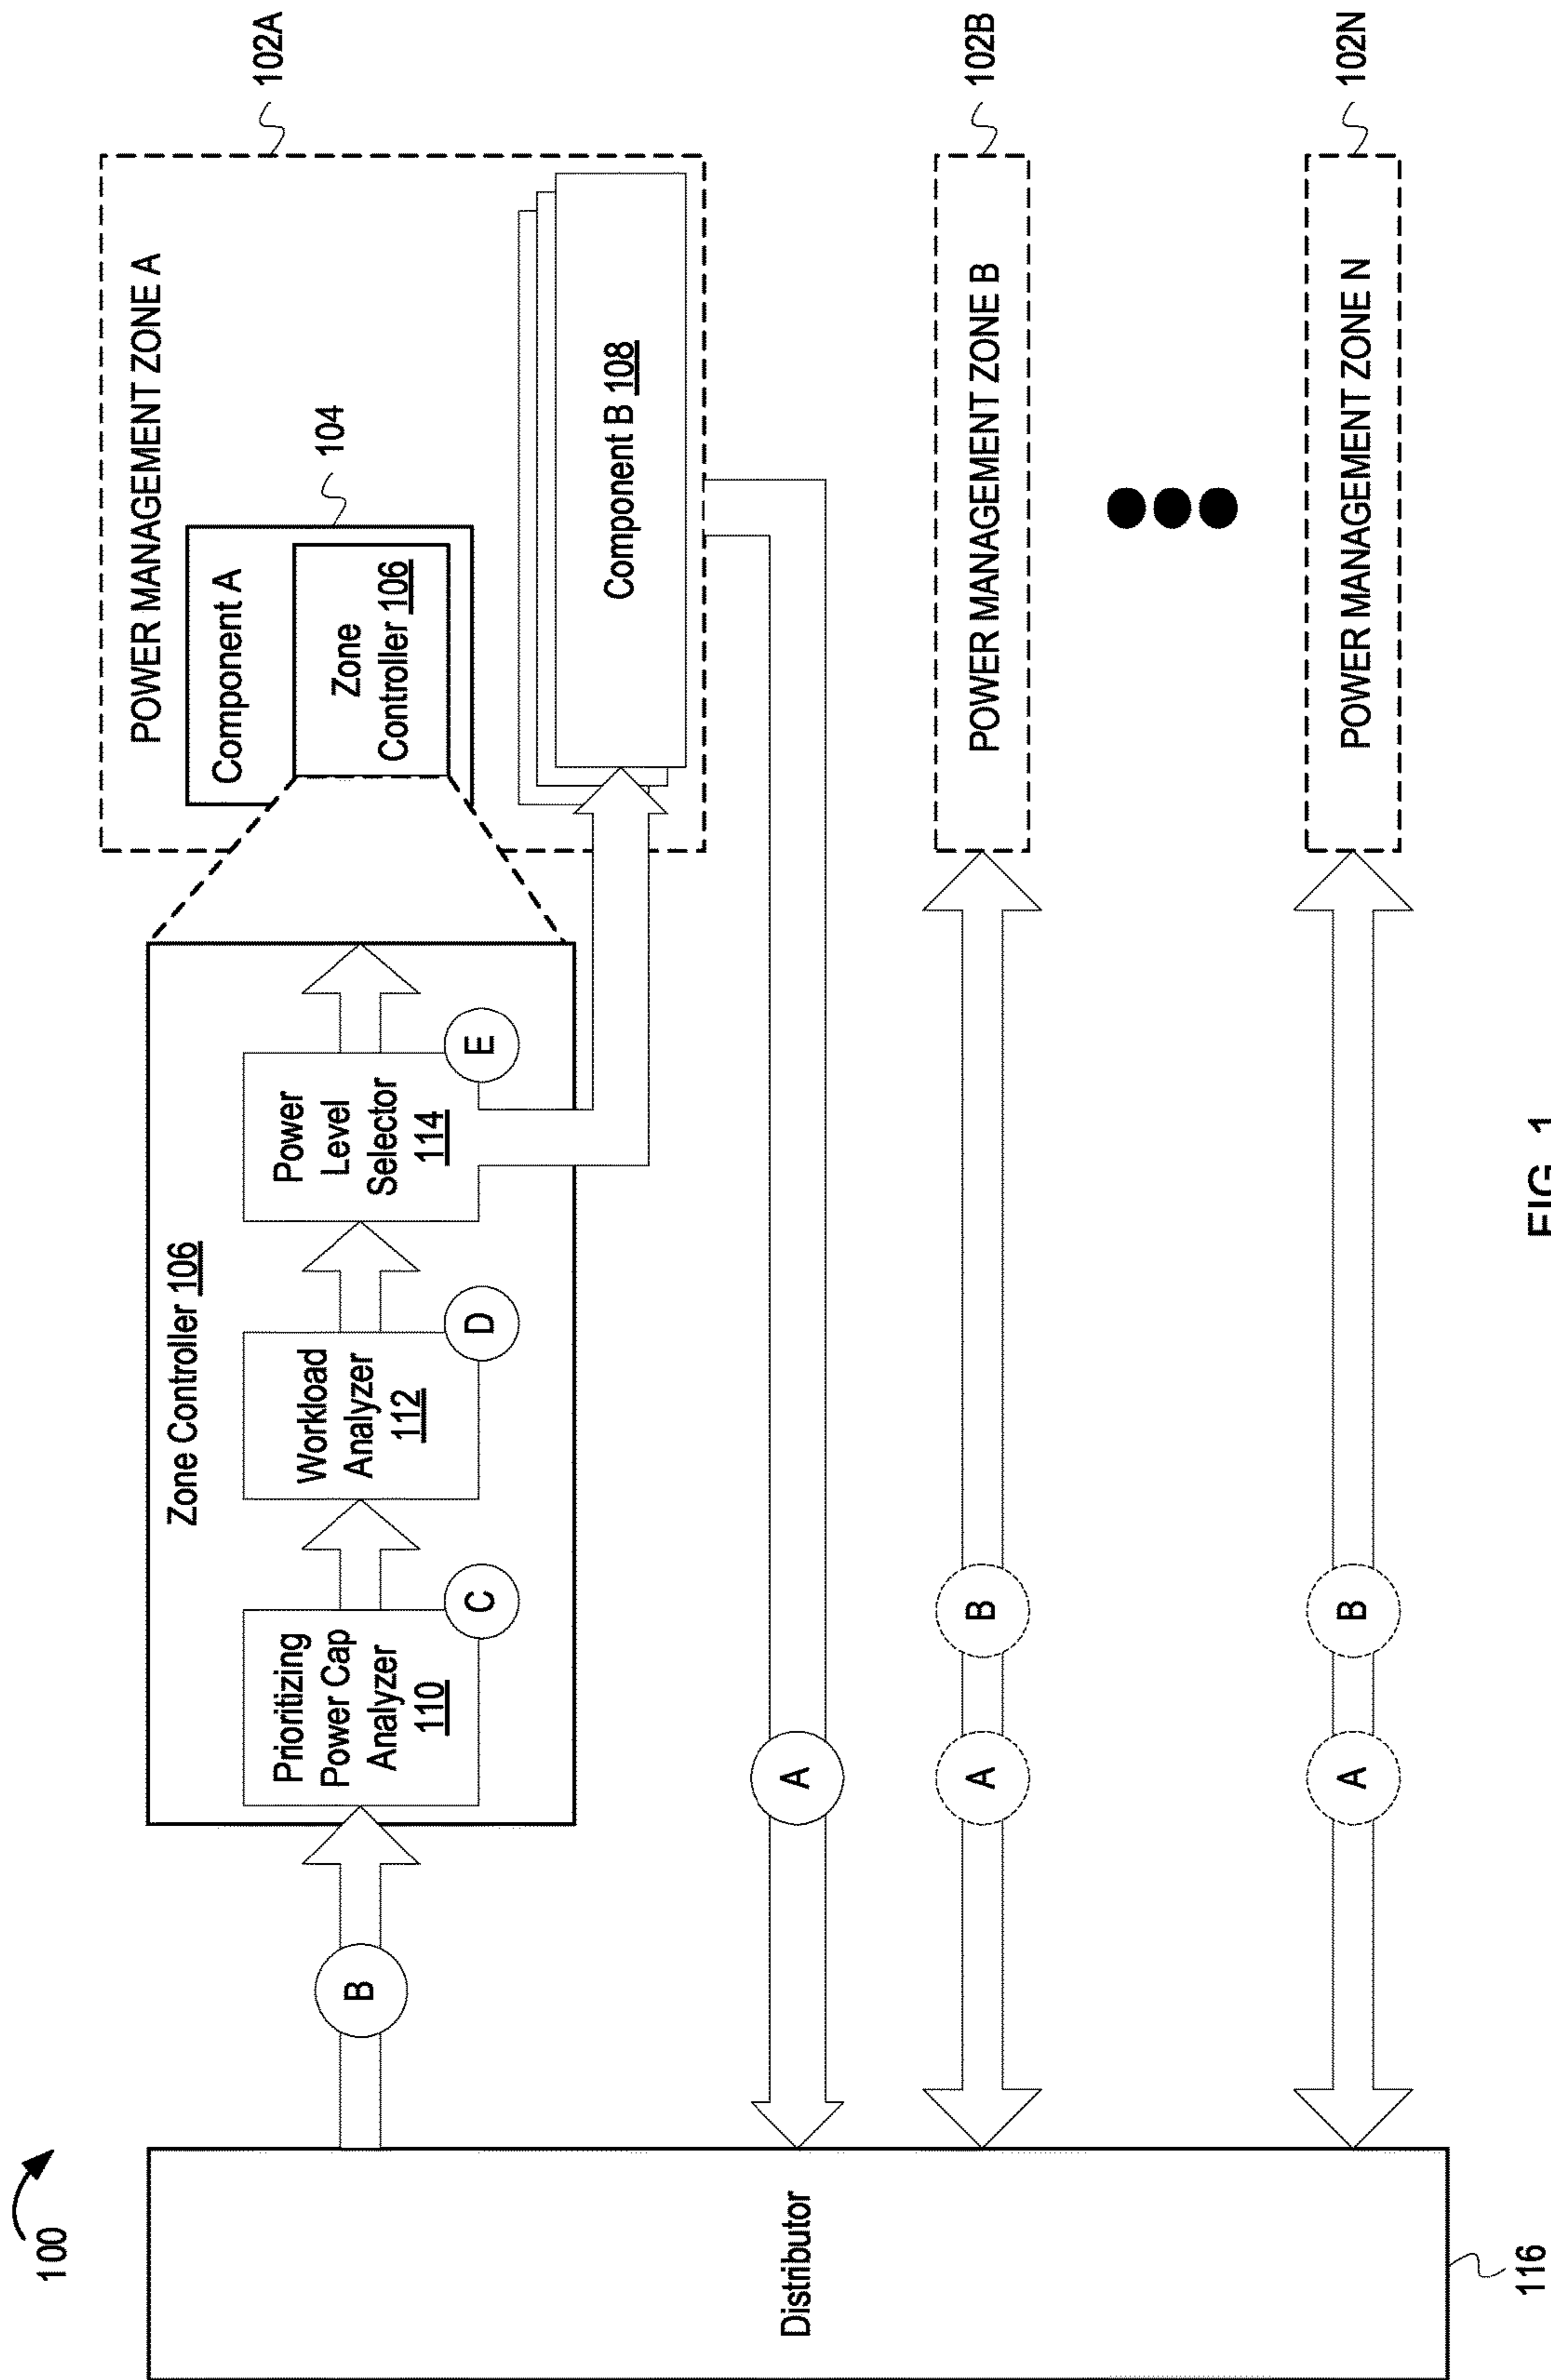 100
Distributor
116
B
Zone Controller 106
Prioritizing
Power Cap
Analyzer
110
C
Workload
Analyzer
112
D
Power
Level
Selector
114
E
POWER MANAGEMENT ZONE A
102A
Component A
104
Zone
Controller 106
Component B 108
A
A
B
POWER MANAGEMENT ZONE B
102B
A
B
POWER MANAGEMENT ZONE N
102N
FIG. 1